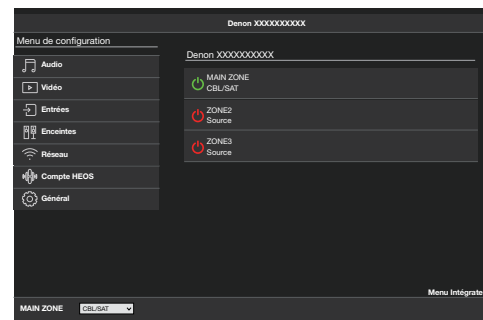 Denon XXXXXXXXXX
Menu de configuration
Audio
Vidéo
Entrées
Enceintes
Réseau
Compte HEOS
Général
Denon XXXXXXXXXX
MAIN ZONE
CBL/SAT
ZONE2
Source
ZONE3
Source
Menu Intégrate
MAIN ZONE CBL/SAT